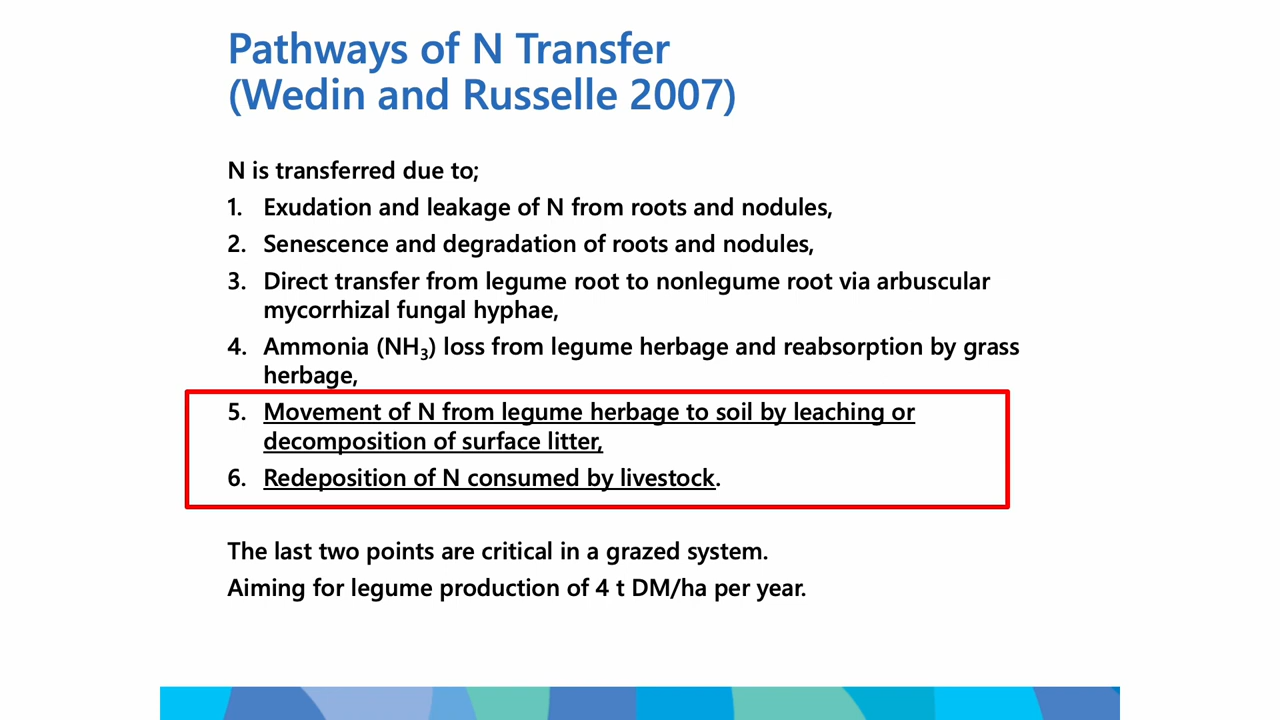 Pathways of N Transfer
(Wedin and Russelle 2007)
N is transferred due to;
1. Exudation and leakage of N from roots and nodules,
2. Senescence and degradation of roots and nodules,
3. Direct transfer from legume root to nonlegume root via arbuscular
mycorrhizal fungal hyphae,
4. Ammonia (NH₃) loss from legume herbage and reabsorption by grass
herbage,
5. Movement of N from legume herbage to soil by leaching or
decomposition of surface litter,
6. Redeposition of N consumed by livestock.
The last two points are critical in a grazed system.
Aiming for legume production of 4 t DM/ha per year.